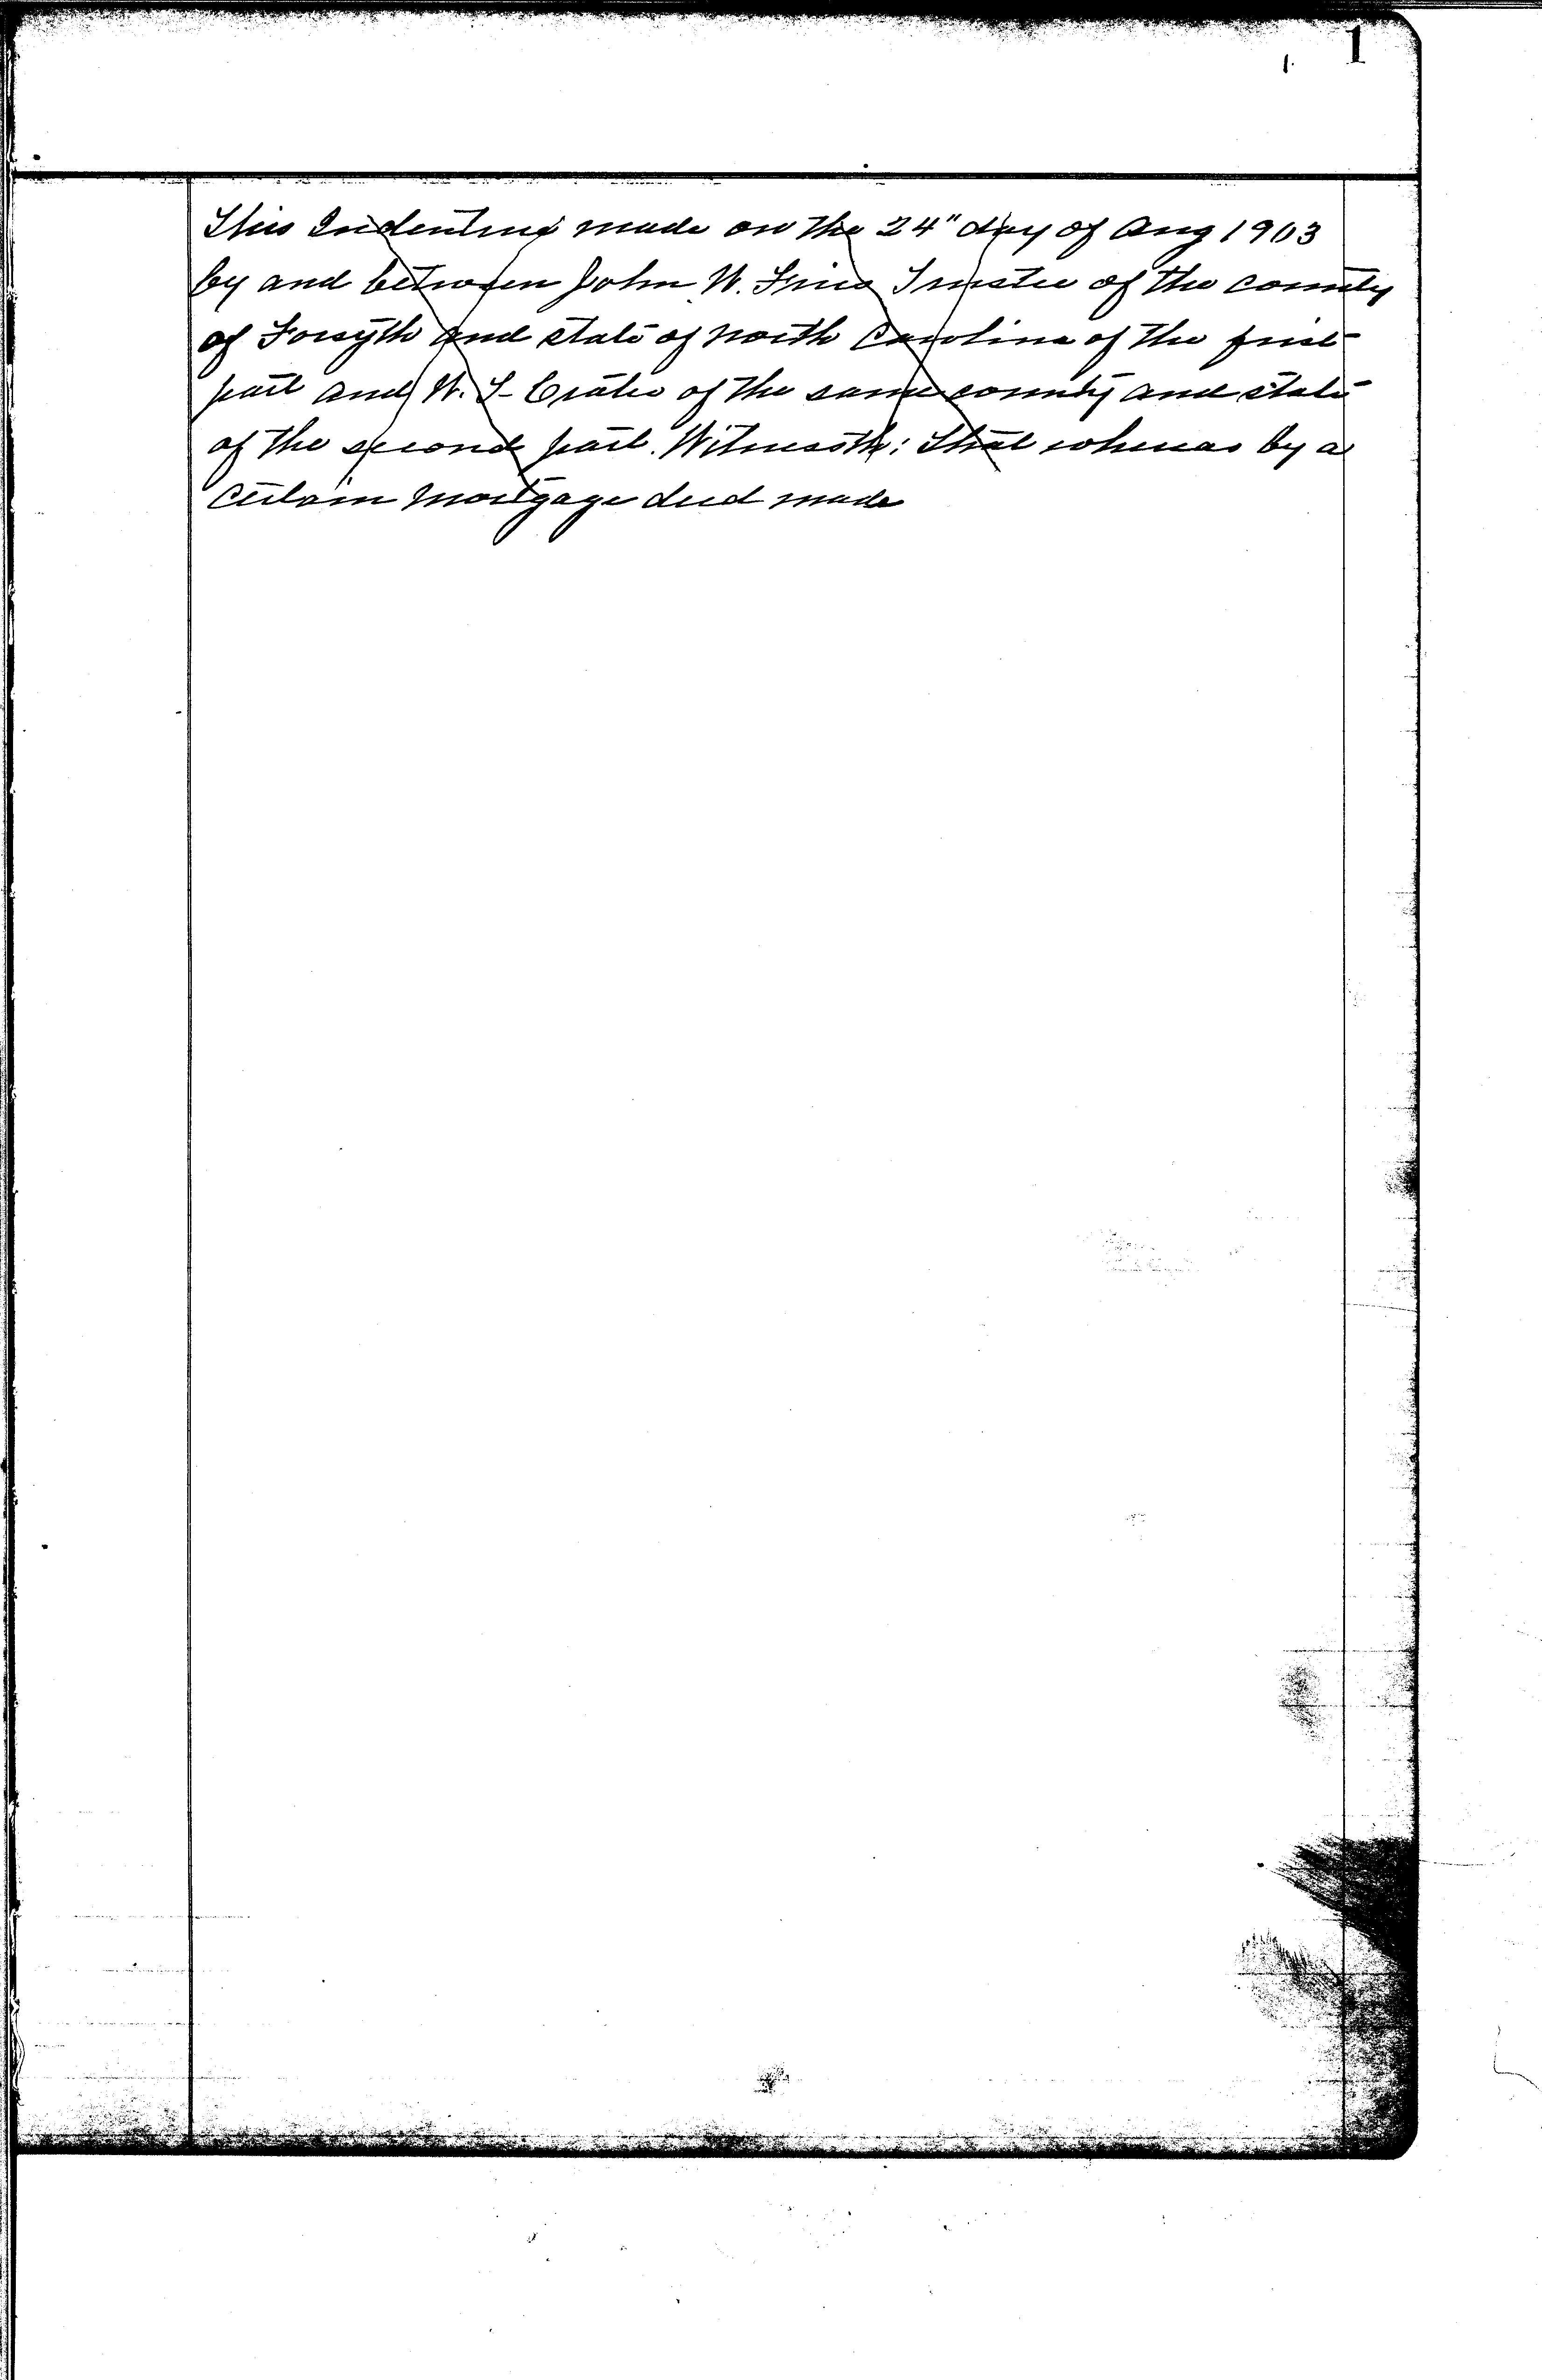 1. 1
This Indenture made on the 24" day of Aug 1903
by and between John W. Fries Trustee of the county
of Forsyth and state of North Carolina of the first
part and W. T. of the same county and state
of the second part. Witnesseth: That whereas by a
certain Mortgage deed made